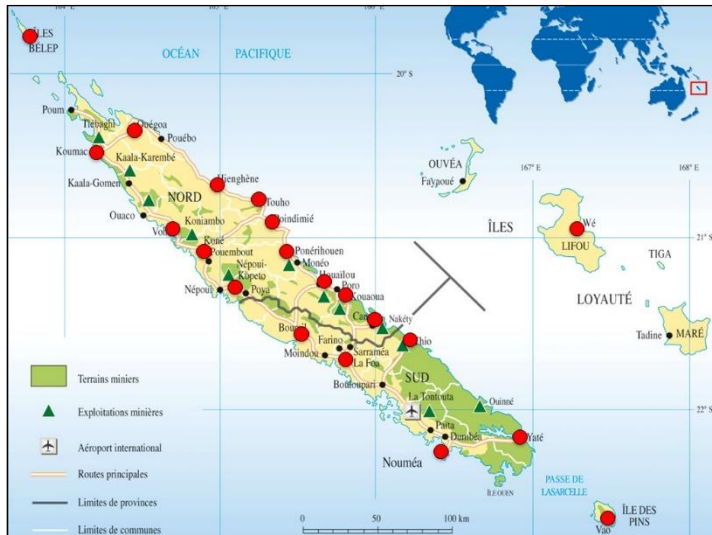 164 E
165 E
166
ÎLES
BÉLEP
OCÉAN PACIFIQUE
20° S
Poum
Tiébaghi
Ouégoa
Pouébo
Koumac
Kaala-Karembé
Kaala-Gomen
Hienghène
Touho
NORD
Ouaco
Koniambo
Poindimié
Voh
Koné
Pouembout
Ponérihouen
Monéo
Népoui-
Kopéto
Houaïlou
Poro
Kouaoua
Népoui
Poya
Canala
Nakéty
Thio
Bourail
Farino
Sarraméa
Moindou
La Foa
SUD
Bouloupari
La Tontouta
Ouinné
Païta
Dumbéa
Yaté
Nouméa
ÎLE OUEN
PASSE DE
LA SARCELLE
ÎLE DES
PINS
Vao
OUVÉA
Fayaoué
167° E
168° E
ÎLES
Wé
21° S
LIFOU
TIGA
LOYAUTÉ
Tadine
MARÉ
22° S
Terrains miniers
Exploitations minières
Aéroport international
Routes principales
Limites de provinces
Limites de communes
0 50 100 km